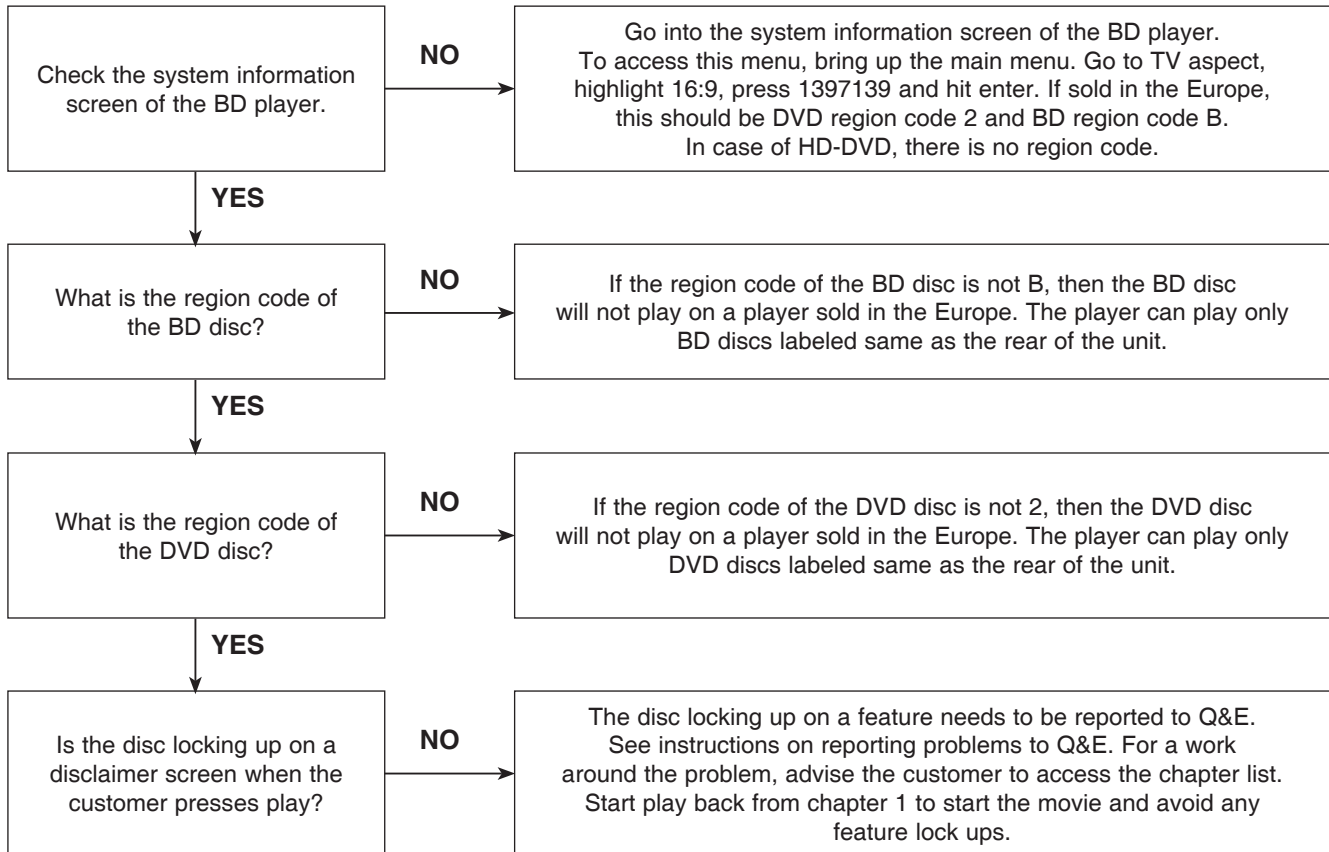 Check the system information
screen of the BD player.
NO
Go into the system information screen of the BD player.
To access this menu, bring up the main menu. Go to TV aspect,
highlight 16:9, press 1397139 and hit enter. If sold in the Europe,
this should be DVD region code 2 and BD region code B.
In case of HD-DVD, there is no region code.
YES
What is the region code of
the BD disc?
NO
If the region code of the BD disc is not B, then the BD disc
will not play on a player sold in the Europe. The player can play only
BD discs labeled same as the rear of the unit.
YES
What is the region code of
the DVD disc?
NO
If the region code of the DVD disc is not 2, then the DVD disc
will not play on a player sold in the Europe. The player can play only
DVD discs labeled same as the rear of the unit.
YES
Is the disc locking up on a
disclaimer screen when the
customer presses play?
NO
The disc locking up on a feature needs to be reported to Q&E.
See instructions on reporting problems to Q&E. For a work
around the problem, advise the customer to access the chapter list.
Start play back from chapter 1 to start the movie and avoid any
feature lock ups.